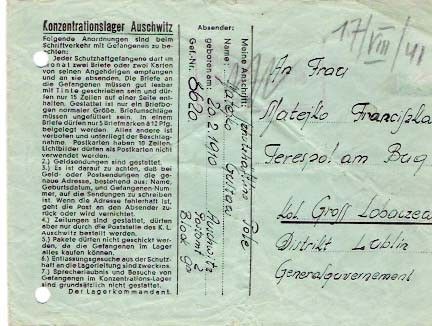 Konzentrationslager Auschwitz
Folgende Anordnungen sind beim
Schriftverkehr mit Gefangenen zu be-
achten:
1.) Jeder Schutzhaftgefangene darf im
Monat zwei Briefe oder zwei Karten
von seinen Angehörigen empfangen
und an sie absenden. Die Briefe an
die Gefangenen müssen gut lesbar
mit Tinte geschrieben sein und dür-
fen nur 15 Zeilen auf einer Seite ent-
halten. Gestattet ist nur ein Briefbo-
gen normaler Größe. Briefumschläge
müssen ungefüttert sein. In einem
Briefe dürfen nur 5 Briefmarken à 12 Pfg.
beigelegt werden. Alles andere ist
verboten und unterliegt der Beschlag-
nahme. Postkarten haben 10 Zeilen.
Lichtbilder dürfen als Postkarten nicht
verwendet werden.
2.) Geldsendungen sind gestattet.
3.) Es ist darauf zu achten, daß bei
Geld- oder Postsendungen die ge-
naue Adresse, bestehend aus: Name,
Geburtsdatum, und Gefangenen-Num-
mer, auf die Sendungen zu schreiben
ist. Wenn die Adresse fehlerhaft ist,
geht die Post an den Absender zu-
rück oder wird vernichtet.
4.) Zeitungen sind gestattet, dürfen
aber nur durch die Poststelle des K. L.
Auschwitz bestellt werden.
5.) Pakete dürfen nicht geschickt wer-
den, da die Gefangenen im Lager
alles kaufen können.
6.) Entlassungsgesuche aus der Schutz-
haft an die Lagerleitung sind zwecklos.
7.) Sprecherlaubnis und Besuche von
Gefangenen im Konzentrations-Lager
sind grundsätzlich nicht gestattet.
Der Lagerkommandant.
Absender:
Meine Anschrift:
Name:
geboren am: 20.2.1910
Gef.-Nr. 8620
Auschwitz
Postamt 2
17/VIII/41
An Frau
Matejko Franciszka
Terespol am Bug
Distrikt Lublin
Generalgouvernement